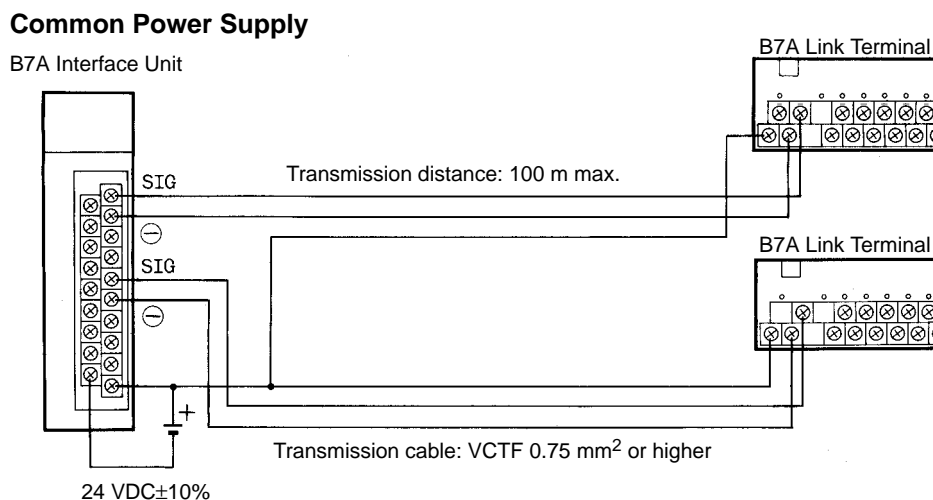 Common Power Supply
B7A Interface Unit
B7A Link Terminal
SIG
Transmission distance: 100 m max.
−
B7A Link Terminal
SIG
−
+
Transmission cable: VCTF 0.75 mm² or higher
24 VDC±10%